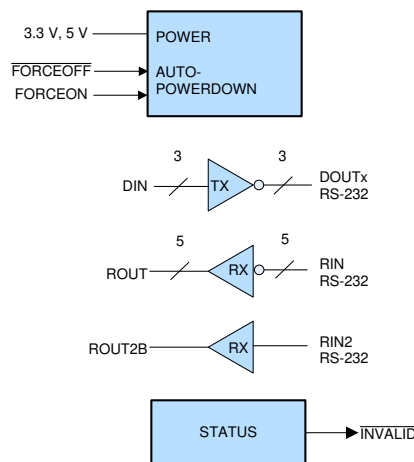 3.3 V, 5 V
POWER
FORCEOFF
AUTO-
POWERDOWN
FORCEON
3
3
DIN
TX
DOUTx
RS-232
5
5
ROUT
RX
RIN
RS-232
ROUT2B
RX
RIN2
RS-232
STATUS
INVALID